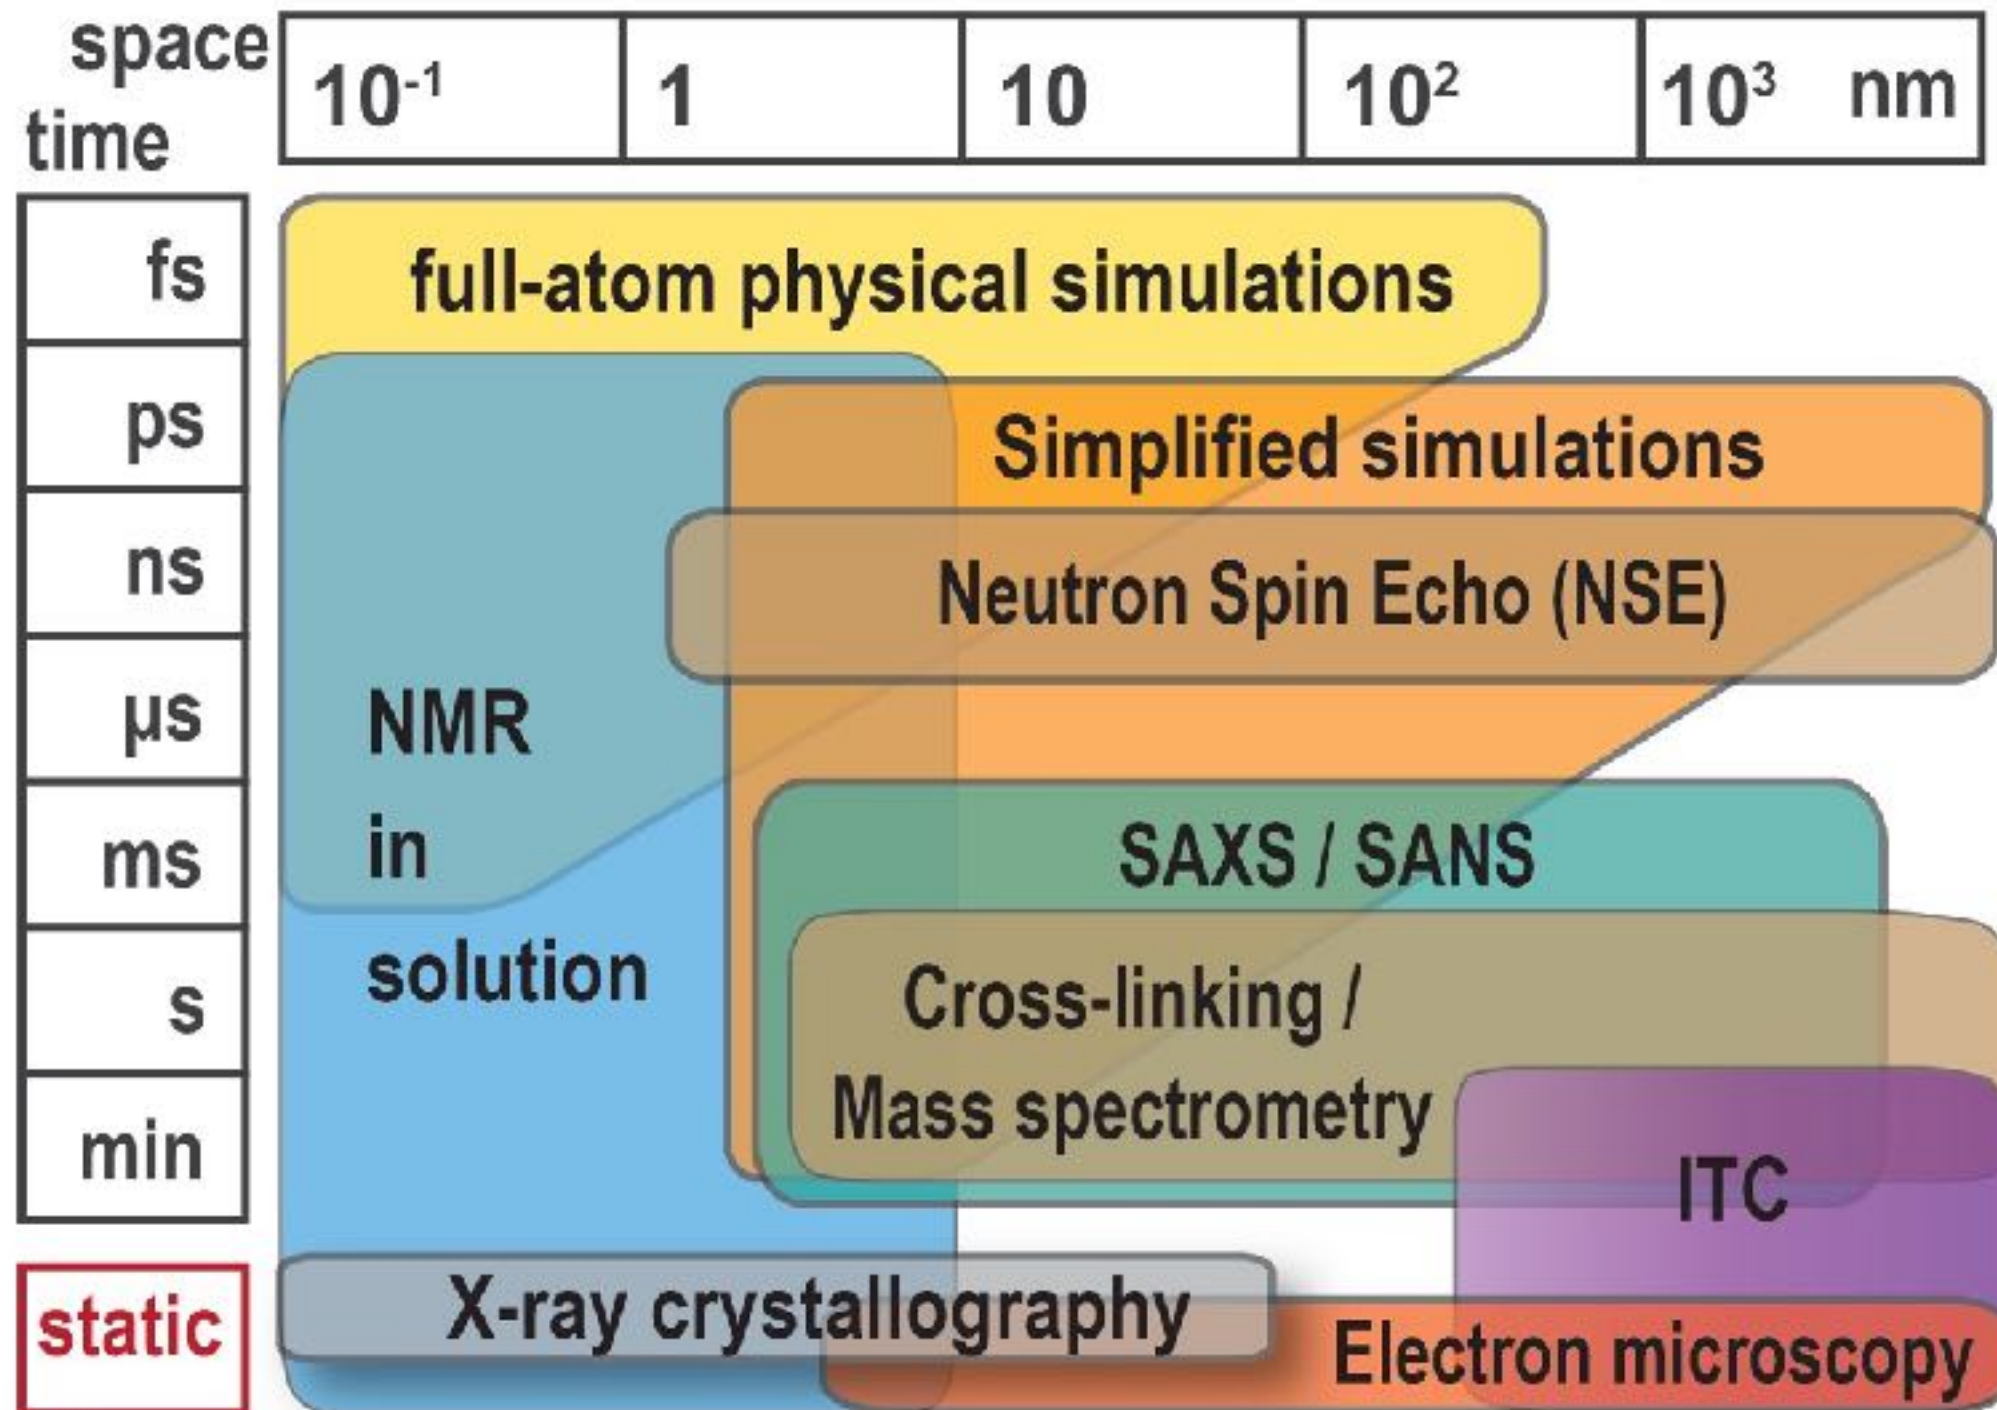 space
time
10⁻¹ 1 10 10² 10³ nm
fs
full-atom physical simulations
ps
Simplified simulations
ns
Neutron Spin Echo (NSE)
µs
NMR
ms
in
SAXS / SANS
s
solution
Cross-linking /
Mass spectrometry
min
ITC
static
X-ray crystallography
Electron microscopy